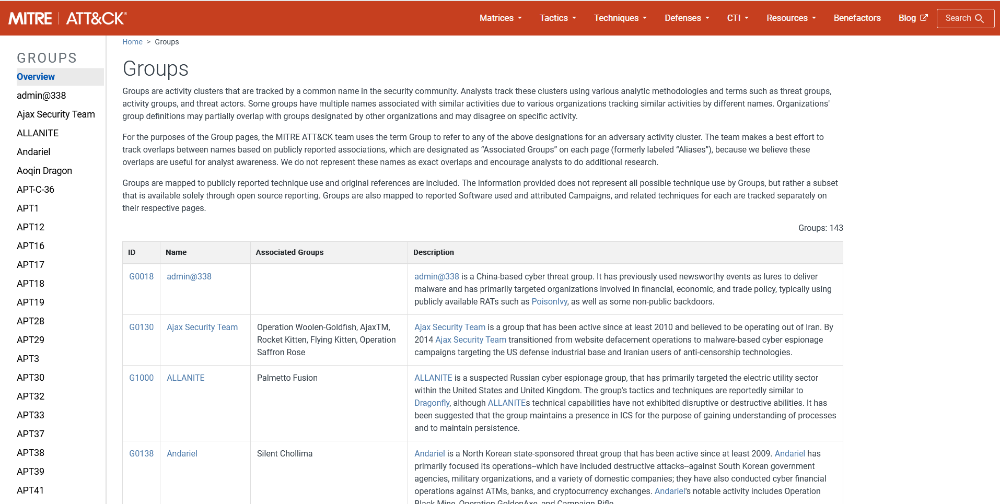 MITRE | ATT&CK®
Matrices
Tactics
Techniques
Defenses
CTI
Resources
Benefactors
Blog
Search
Home > Groups
GROUPS
Overview
admin@338
Ajax Security Team
ALLANITE
Andariel
Aoqin Dragon
APT-C-36
APT1
APT12
APT16
APT17
APT18
APT19
APT28
APT29
APT3
APT30
APT32
APT33
APT37
APT38
APT39
APT41
Groups
Groups are activity clusters that are tracked by a common name in the security community. Analysts track these clusters using various analytic methodologies and terms such as threat groups,
activity groups, and threat actors. Some groups have multiple names associated with similar activities due to various organizations tracking similar activities by different names. Organizations'
group definitions may partially overlap with groups designated by other organizations and may disagree on specific activity.
For the purposes of the Group pages, the MITRE ATT&CK team uses the term Group to refer to any of the above designations for an adversary activity cluster. The team makes a best effort to
track overlaps between names based on publicly reported associations, which are designated as “Associated Groups” on each page (formerly labeled “Aliases”), because we believe these
overlaps are useful for analyst awareness. We do not represent these names as exact overlaps and encourage analysts to do additional research.
Groups are mapped to publicly reported technique use and original references are included. The information provided does not represent all possible technique use by Groups, but rather a subset
that is available solely through open source reporting. Groups are also mapped to reported Software used and attributed Campaigns, and related techniques for each are tracked separately on
their respective pages.
Groups: 143
ID
Name
Associated Groups
Description
G0018
admin@338
admin@338 is a China-based cyber threat group. It has previously used newsworthy events as lures to deliver
malware and has primarily targeted organizations involved in financial, economic, and trade policy, typically using
publicly available RATs such as PoisonIvy, as well as some non-public backdoors.
G0130
Ajax Security Team
Operation Woolen-Goldfish, AjaxTM,
Rocket Kitten, Flying Kitten, Operation
Saffron Rose
Ajax Security Team is a group that has been active since at least 2010 and believed to be operating out of Iran. By
2014 Ajax Security Team transitioned from website defacement operations to malware-based cyber espionage
campaigns targeting the US defense industrial base and Iranian users of anti-censorship technologies.
G1000
ALLANITE
Palmetto Fusion
ALLANITE is a suspected Russian cyber espionage group, that has primarily targeted the electric utility sector
within the United States and United Kingdom. The group's tactics and techniques are reportedly similar to
Dragonfly, although ALLANITEs technical capabilities have not exhibited disruptive or destructive abilities. It has
been suggested that the group maintains a presence in ICS for the purpose of gaining understanding of processes
and to maintain persistence.
G0138
Andariel
Silent Chollima
Andariel is a North Korean state-sponsored threat group that has been active since at least 2009. Andariel has
primarily focused its operations--which have included destructive attacks--against South Korean government
agencies, military organizations, and a variety of domestic companies; they have also conducted cyber financial
operations against ATMs, banks, and cryptocurrency exchanges. Andariel's notable activity includes Operation
Black Mine, Operation GoldenAxe, and Campaign Rifle.